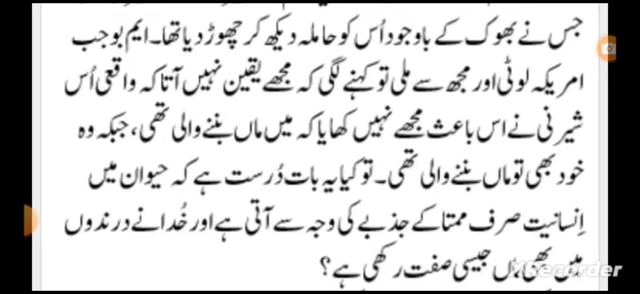 جس نے بھوک کے باوجود اُس کو حاملہ دیکھ کر چھوڑ دیا تھا۔ ایم بو جب
امریکہ لوٹی اور مجھ سے ملی تو کہنے لگی کہ مجھے یقین نہیں آتا کہ واقعی اُس
شیرنی نے اس باعث مجھے نہیں کھایا کہ میں ماں بننے والی تھی، جبکہ وہ
خود بھی تو ماں بننے والی تھی۔ تو کیا یہ بات دُرست ہے کہ حیوان میں
اِنسانیت صرف ممتا کے جذبے کی وجہ سے آتی ہے اور خُدا نے درندوں
میں بھی ماں جیسی صفت رکھی ہے؟
XRecorder